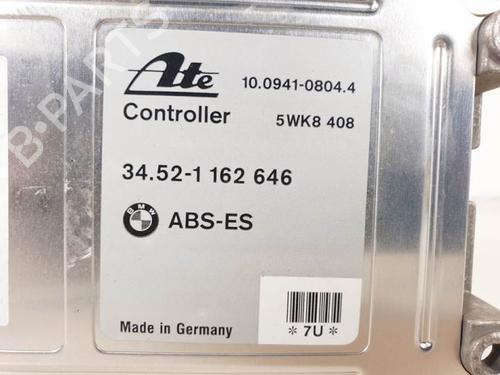 Ate 10.0941-0804.4
Controller 5WK8 408
34.52-1 162 646
BMW ABS-ES
Made in Germany *7U*
B-PARTS